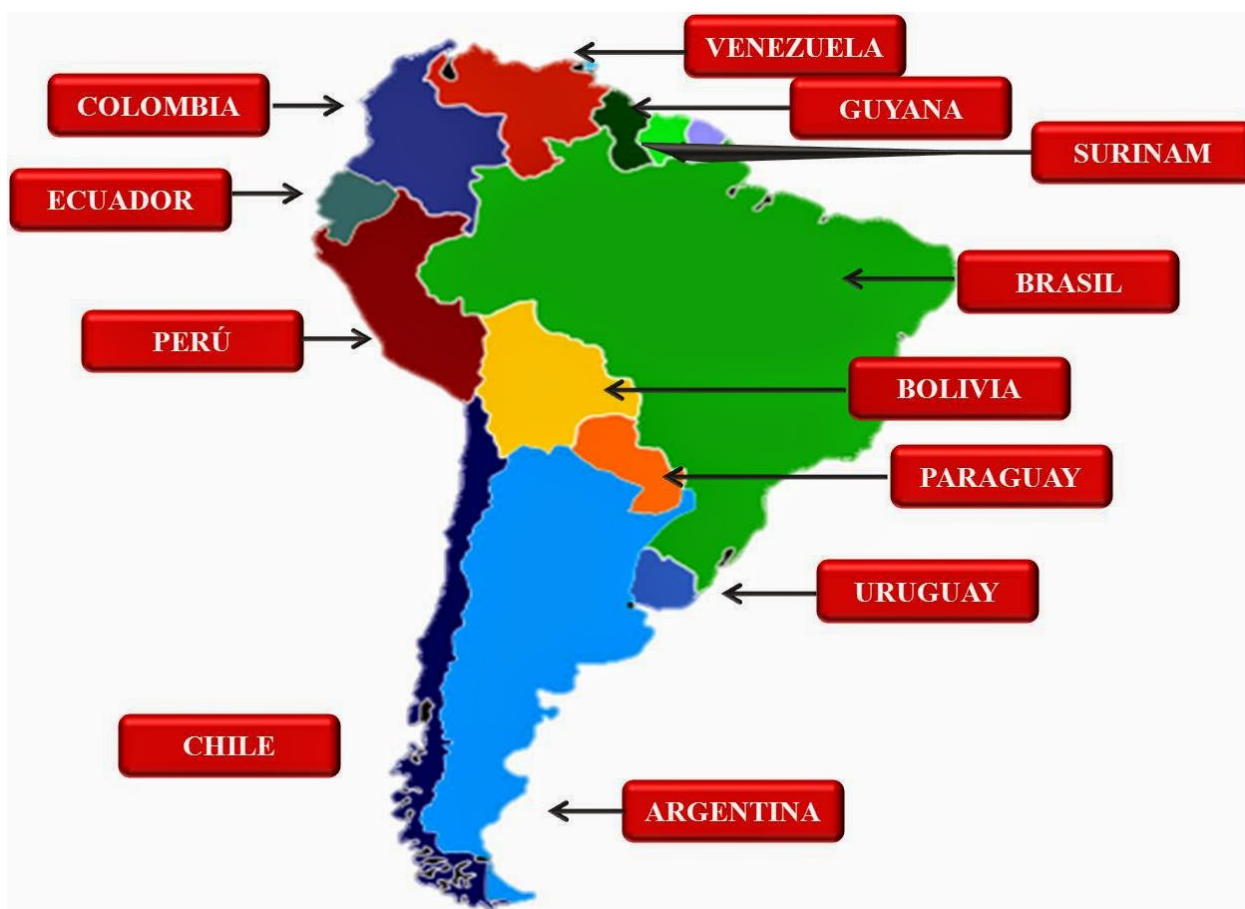 VENEZUELA
COLOMBIA
GUYANA
SURINAM
ECUADOR
BRASIL
PERÚ
BOLIVIA
PARAGUAY
URUGUAY
CHILE
ARGENTINA